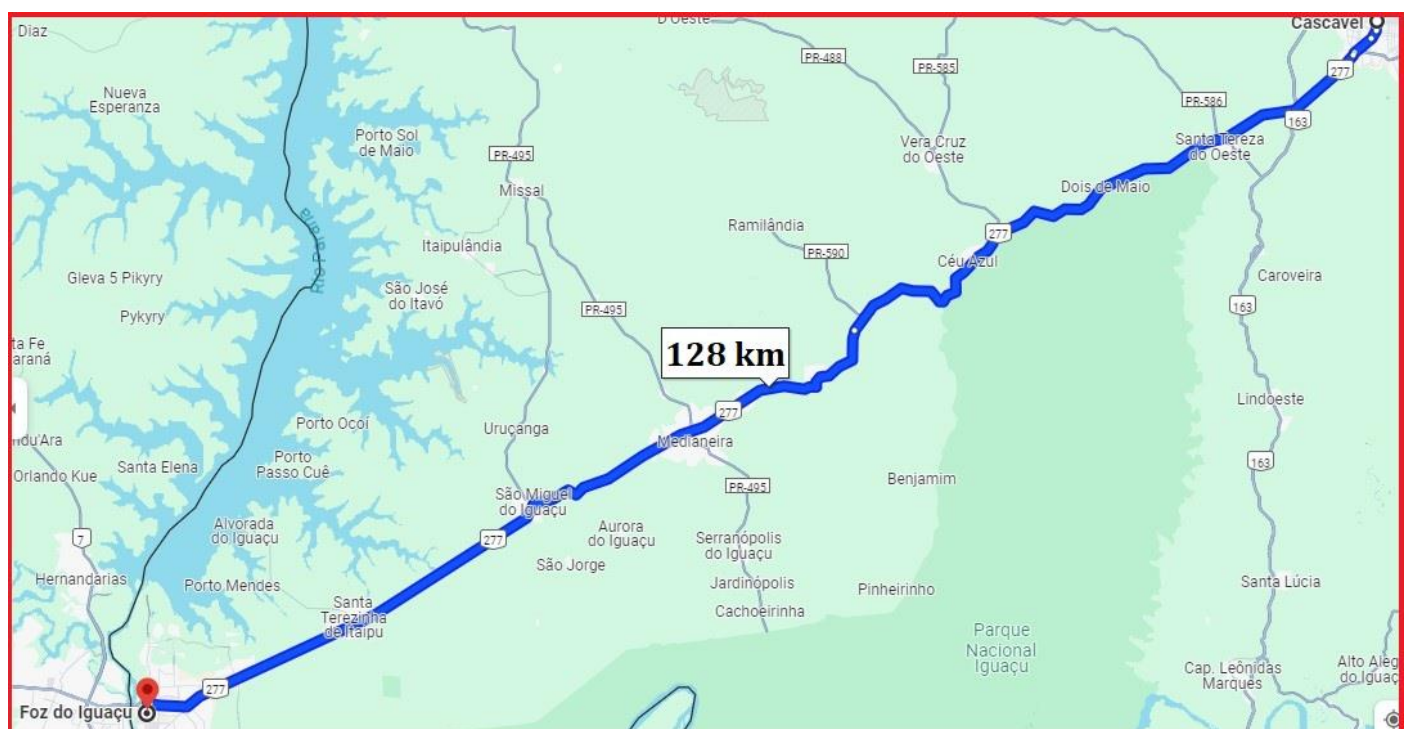 D'Oeste
Cascavel
Diaz
PR-488
PR-585
277
Nueva
Esperanza
PR-586
163
Porto Sol
de Maio
Vera Cruz
do Oeste
Santa Tereza
do Oeste
PR-495
Missal
Dois de Maio
Ramilândia
277
Itaipulândia
PR-590
Céu Azul
Gleva 5 Pikyry
São José
do Itavó
Caroveira
Pykyry
PR-495
163
128 km
Lindoeste
277
Porto Ocoí
Uruçanga
Medianeira
Orlando Kue
Santa Elena
Porto
Passo Cuê
163
Benjamim
PR-495
São Miguel
do Iguaçu
Alvorada
do Iguaçu
Aurora
do Iguaçu
7
277
Serranópolis
do Iguaçu
São Jorge
Hernandarias
Porto Mendes
Jardinópolis
Pinheirinho
Santa Lúcia
Cachoeirinha
Santa
Terezinha
de Itaipu
Parque
Nacional
Iguaçu
Cap. Leônidas
Marques
277
Foz do Iguaçu